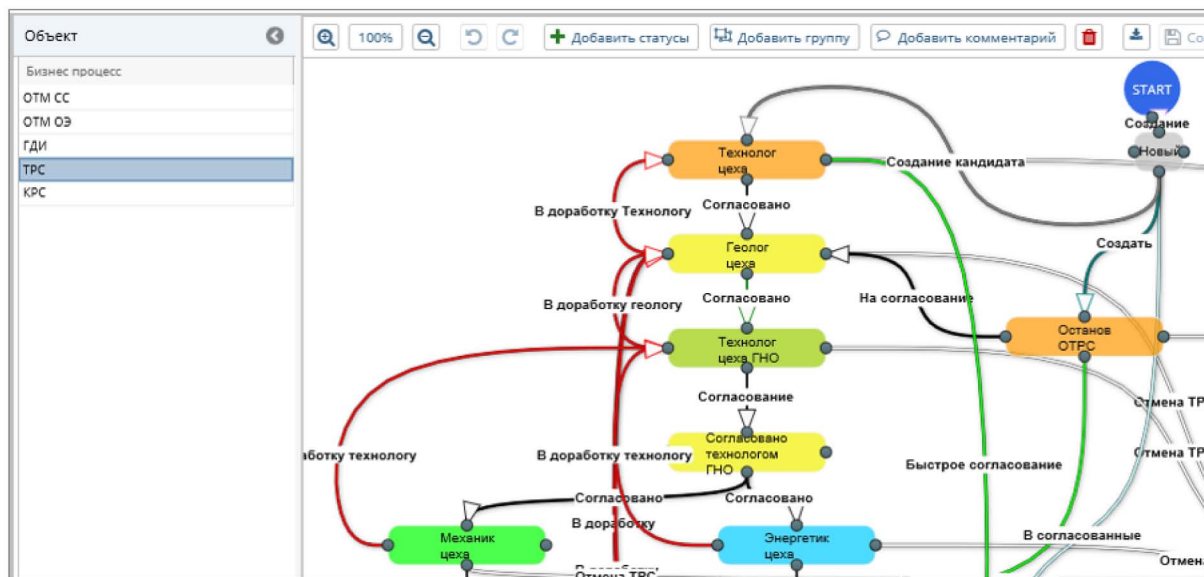 Объект
100%
Добавить статусы
Добавить группу
Добавить комментарий
Со
Бизнес процесс
ОТМ СС
ОТМ ОЭ
ГДИ
ТРС
КРС
START
Создание
Новый
Технолог
цеха
Создание кандидата
Согласовано
В доработку Технологу
Геолог
цеха
Создать
Согласовано
На согласование
В доработку геологу
Останов
ОТРС
Технолог
цеха ГНО
Согласование
Отмена ТР
Согласовано
технологом
ГНО
аботку технологу
В доработку технологу
Отмена ТР
Быстрое согласование
Согласовано
Согласовано
В доработку
В согласованные
Механик
цеха
Энергетик
цеха
Отмен
Отмена ТРС